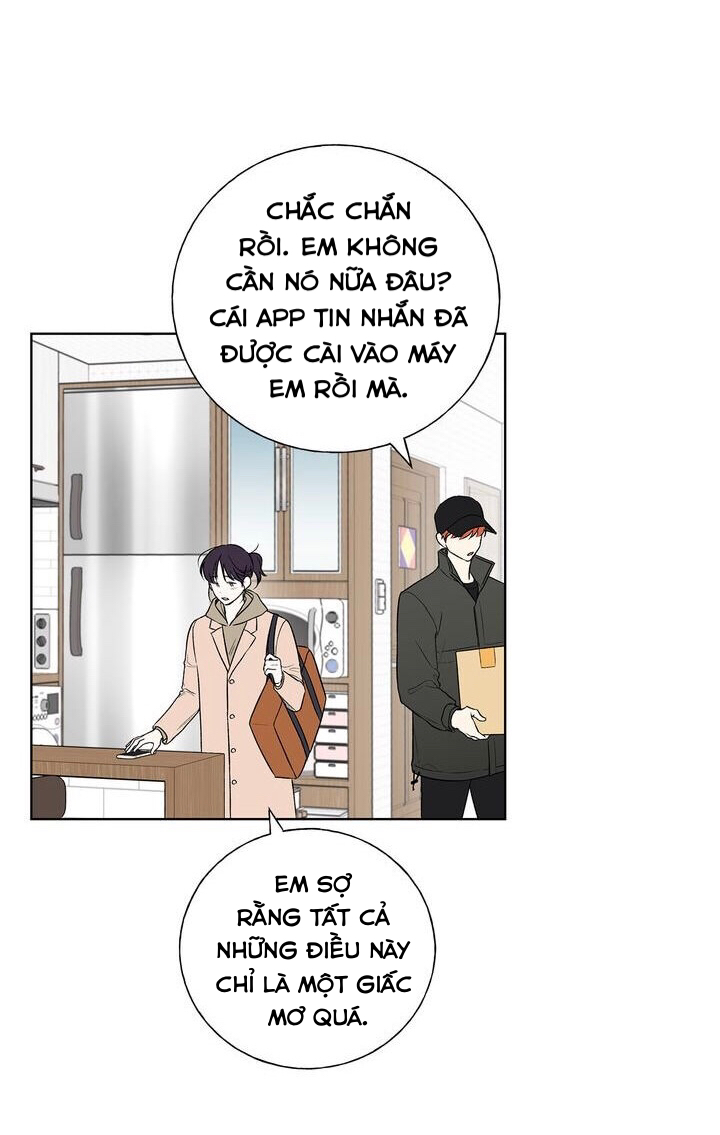 CHẮC CHẮN
RỒI. EM KHÔNG
CẦN NÓ NỮA ĐÂU?
CÁI APP TIN NHẮN ĐÃ
ĐƯỢC CÀI VÀO MÁY
EM RỒI MÀ.
EM SỢ
RẰNG TẤT CẢ
NHỮNG ĐIỀU NÀY
CHỈ LÀ MỘT GIẤC
MƠ QUÁ.